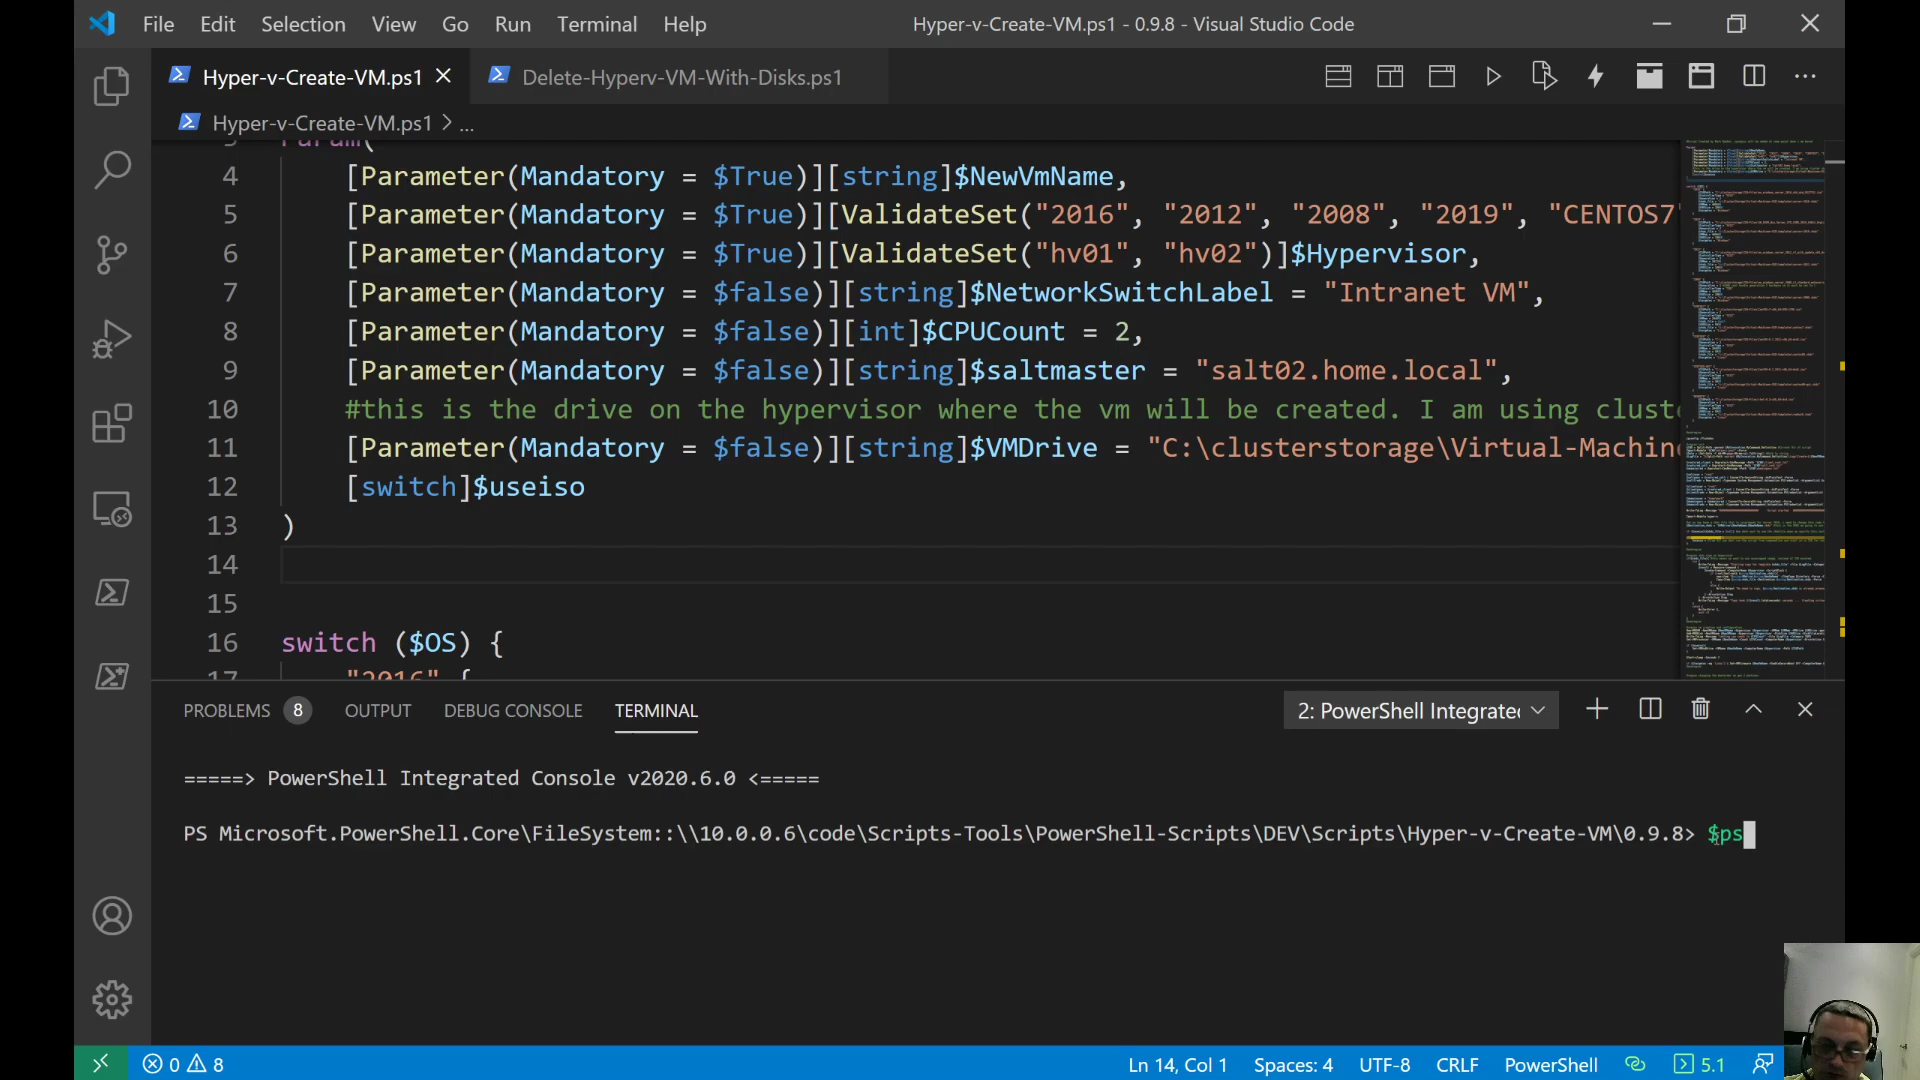 File Edit Selection View Go Run Terminal Help Hyper-v-Create-VM.ps1 - 0.9.8 - Visual Studio Code
Hyper-v-Create-VM.ps1 Delete-Hyperv-VM-With-Disks.ps1
Hyper-v-Create-VM.ps1 > ...
3 Param(
4 [Parameter(Mandatory = $True)][string]$NewVmName,
5 [Parameter(Mandatory = $True)][ValidateSet("2016", "2012", "2008", "2019", "CENTOS7"
6 [Parameter(Mandatory = $True)][ValidateSet("hv01", "hv02")]$Hypervisor,
7 [Parameter(Mandatory = $false)][string]$NetworkSwitchLabel = "Intranet VM",
8 [Parameter(Mandatory = $false)][int]$CPUCount = 2,
9 [Parameter(Mandatory = $false)][string]$saltmaster = "salt02.home.local",
10 #this is the drive on the hypervisor where the vm will be created. I am using cluste
11 [Parameter(Mandatory = $false)][string]$VMDrive = "C:\clusterstorage\Virtual-Machin
12 [switch]$useiso
13 )
14
15
16 switch ($OS) {
17 "2016" {
PROBLEMS 8 OUTPUT DEBUG CONSOLE TERMINAL 2: PowerShell Integrate
=====> PowerShell Integrated Console v2020.6.0 <=====
PS Microsoft.PowerShell.Core\FileSystem::\\10.0.0.6\code\Scripts-Tools\PowerShell-Scripts\DEV\Scripts\Hyper-v-Create-VM\0.9.8> $ps
0 8 Ln 14, Col 1 Spaces: 4 UTF-8 CRLF PowerShell 5.1